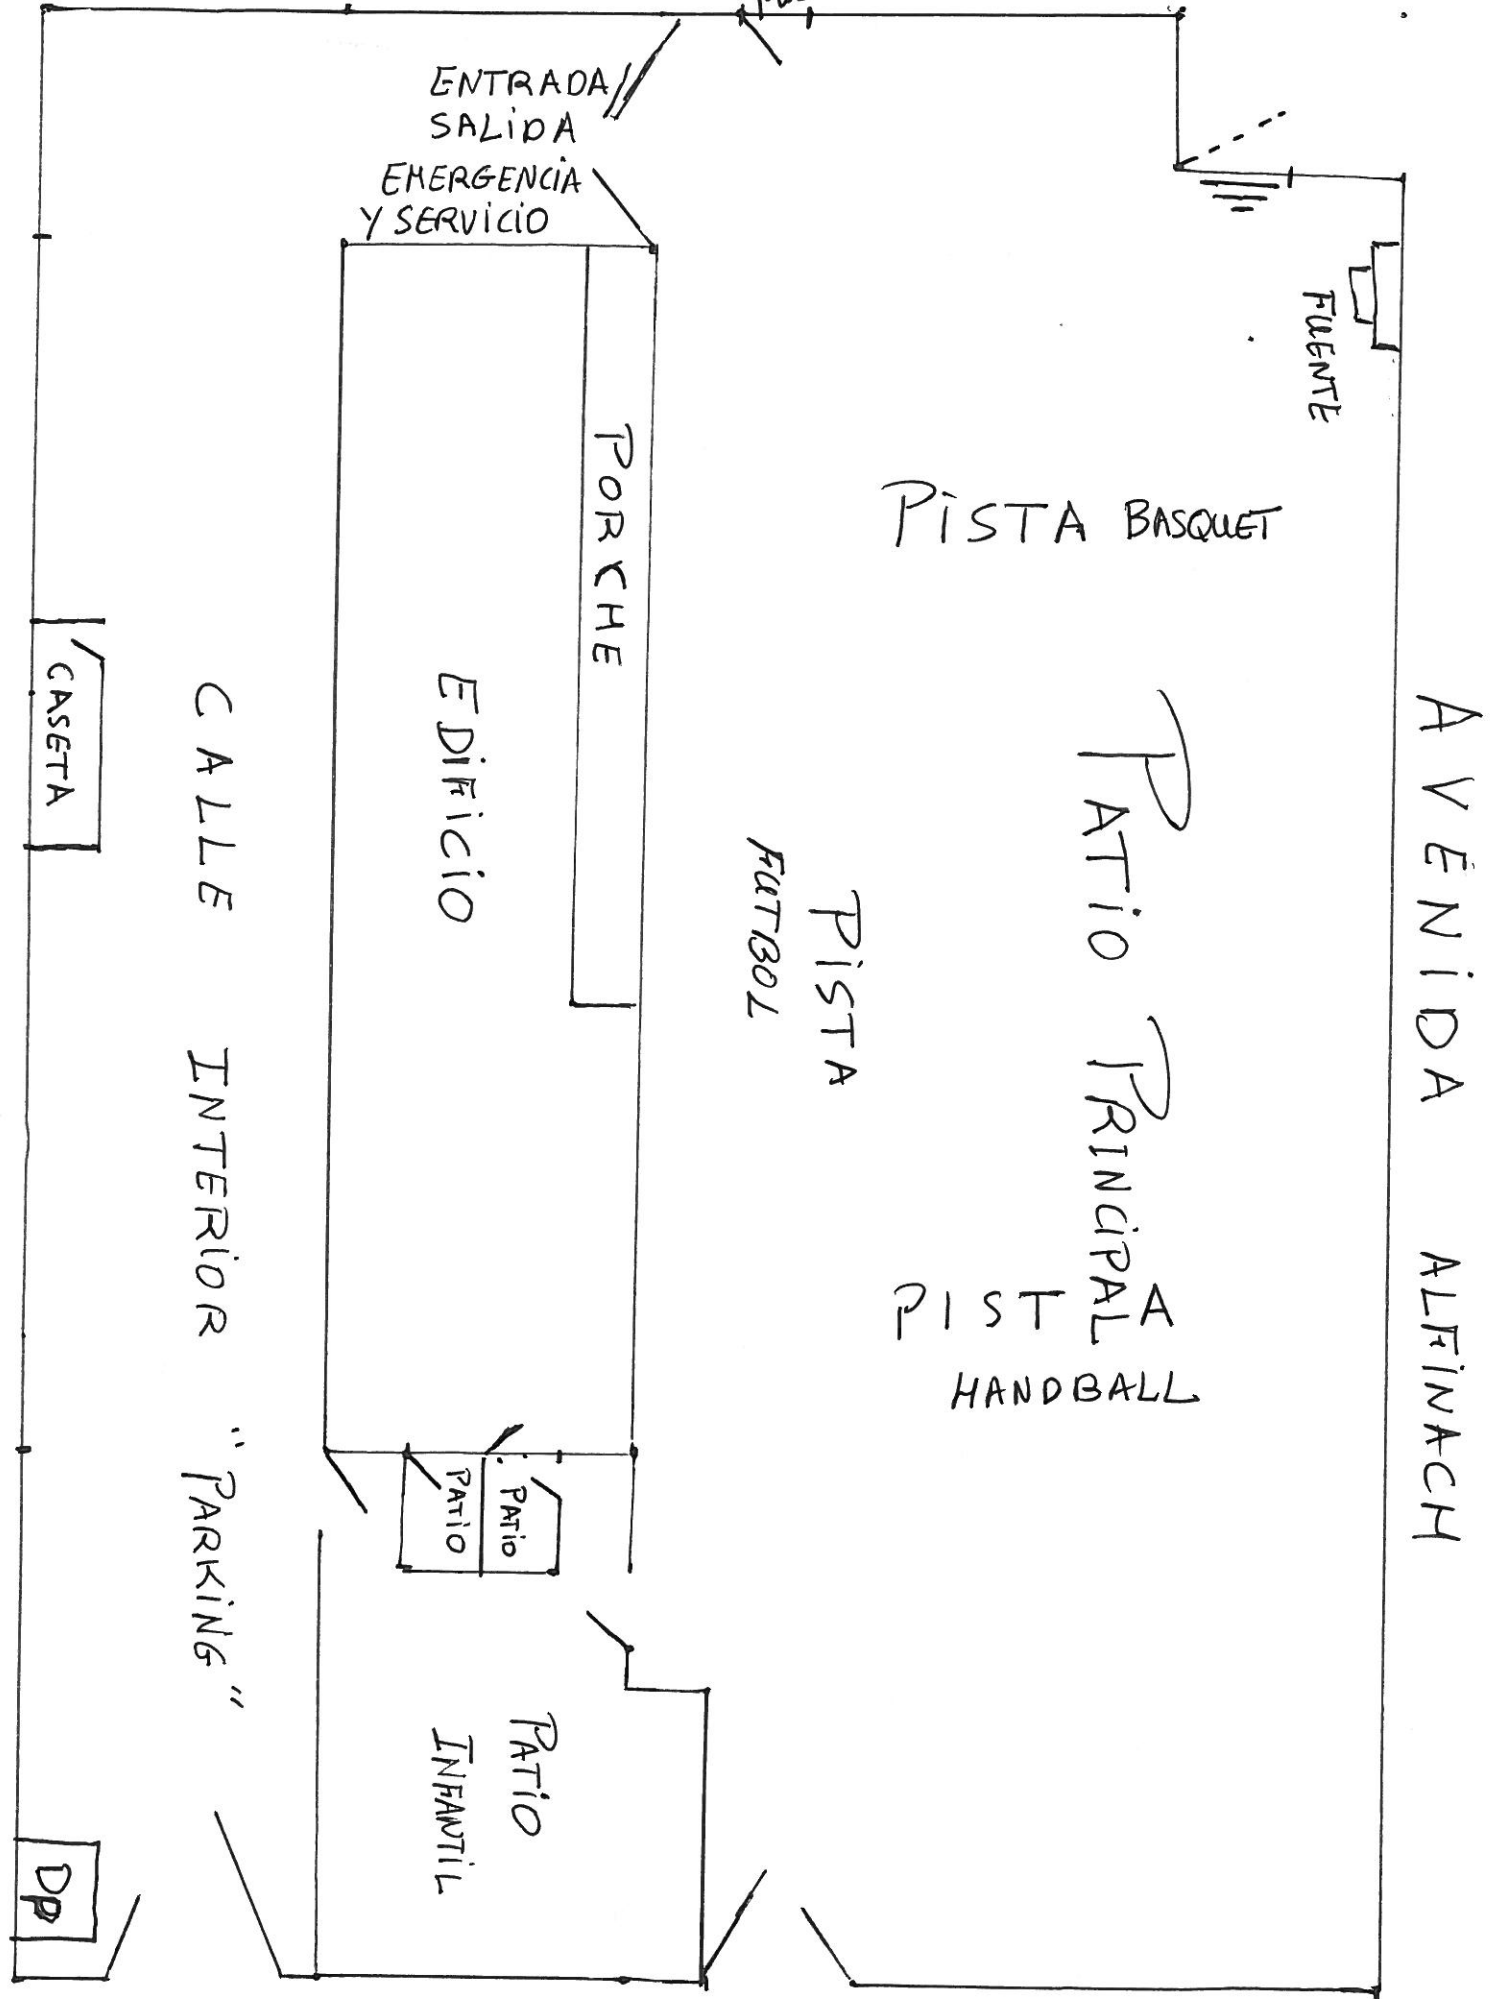 ENTRADA/
SALiDA
EMERGENCiA
Y SERViCiO
FUENTE
PORCHE
PiSTA BASQUET
EDiFiCiO
CASETA
CALLE INTERiOR "PARKiNG"
PiSTA
FUTBOL
PATiO PRINCiPAL
AVENiDA ALFiNACH
PISTA
HANDBALL
PATiO
PATiO
PATiO
INFANTiL
DP